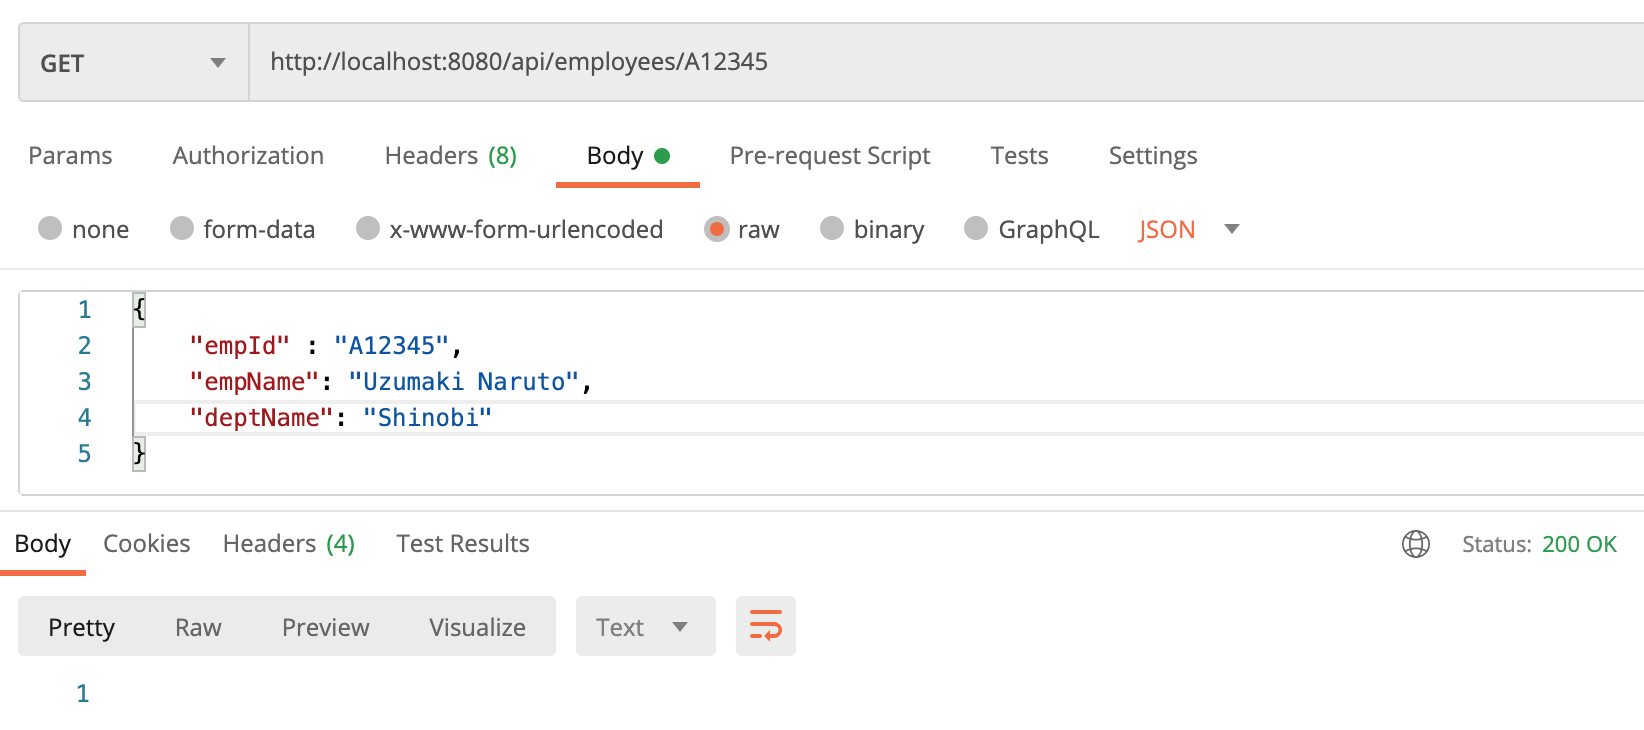 GET http://localhost:8080/api/employees/A12345
Params Authorization Headers (8) Body Pre-request Script Tests Settings
none form-data x-www-form-urlencoded raw binary GraphQL JSON
1 {
2 "empId" : "A12345",
3 "empName": "Uzumaki Naruto",
4 "deptName": "Shinobi"
5 }
Body Cookies Headers (4) Test Results Status: 200 OK
Pretty Raw Preview Visualize Text
1